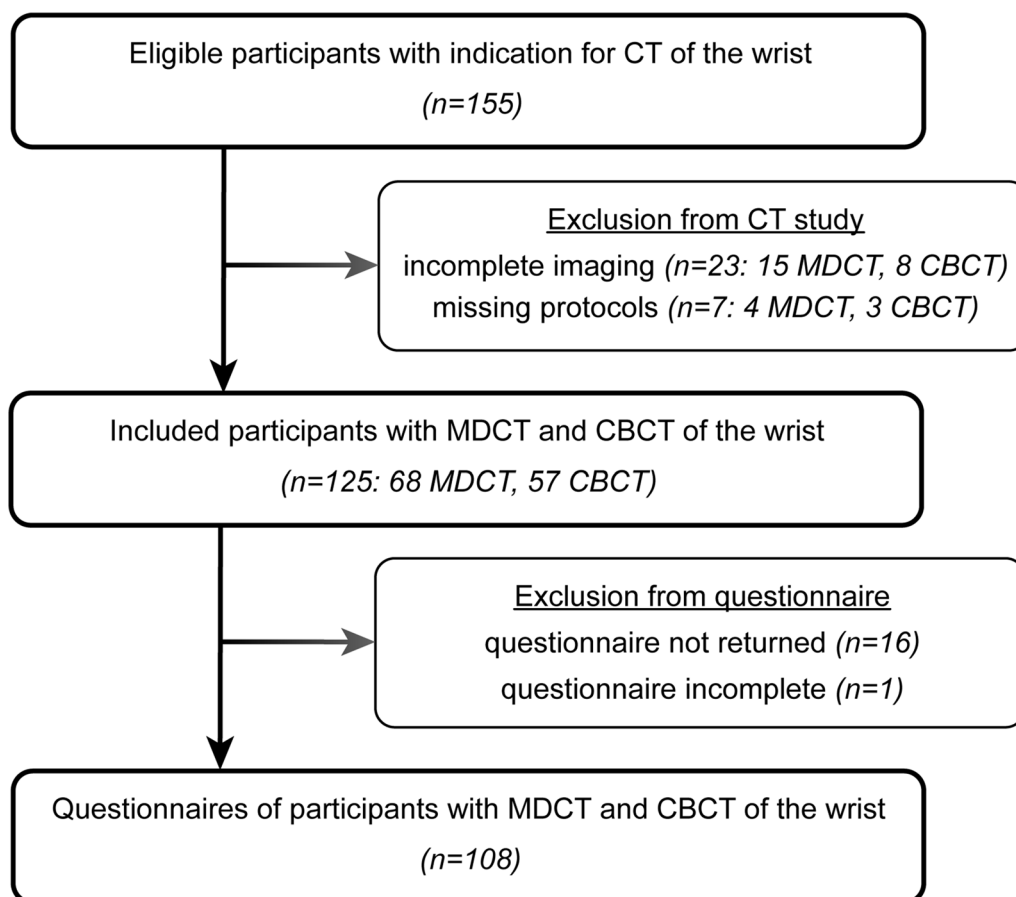 Eligible participants with indication for CT of the wrist
(n=155)
Exclusion from CT study
incomplete imaging (n=23: 15 MDCT, 8 CBCT)
missing protocols (n=7: 4 MDCT, 3 CBCT)
Included participants with MDCT and CBCT of the wrist
(n=125: 68 MDCT, 57 CBCT)
Exclusion from questionnaire
questionnaire not returned (n=16)
questionnaire incomplete (n=1)
Questionnaires of participants with MDCT and CBCT of the wrist
(n=108)